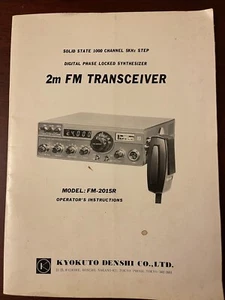 SOLID STATE 1000 CHANNEL 5KHz STEP
DIGITAL PHASE LOCKED SYNTHESIZER
2m FM TRANSCEIVER
MODEL: FM-2015R
OPERATOR'S INSTRUCTIONS
K
KYOKUTO DENSHI CO.,LTD.